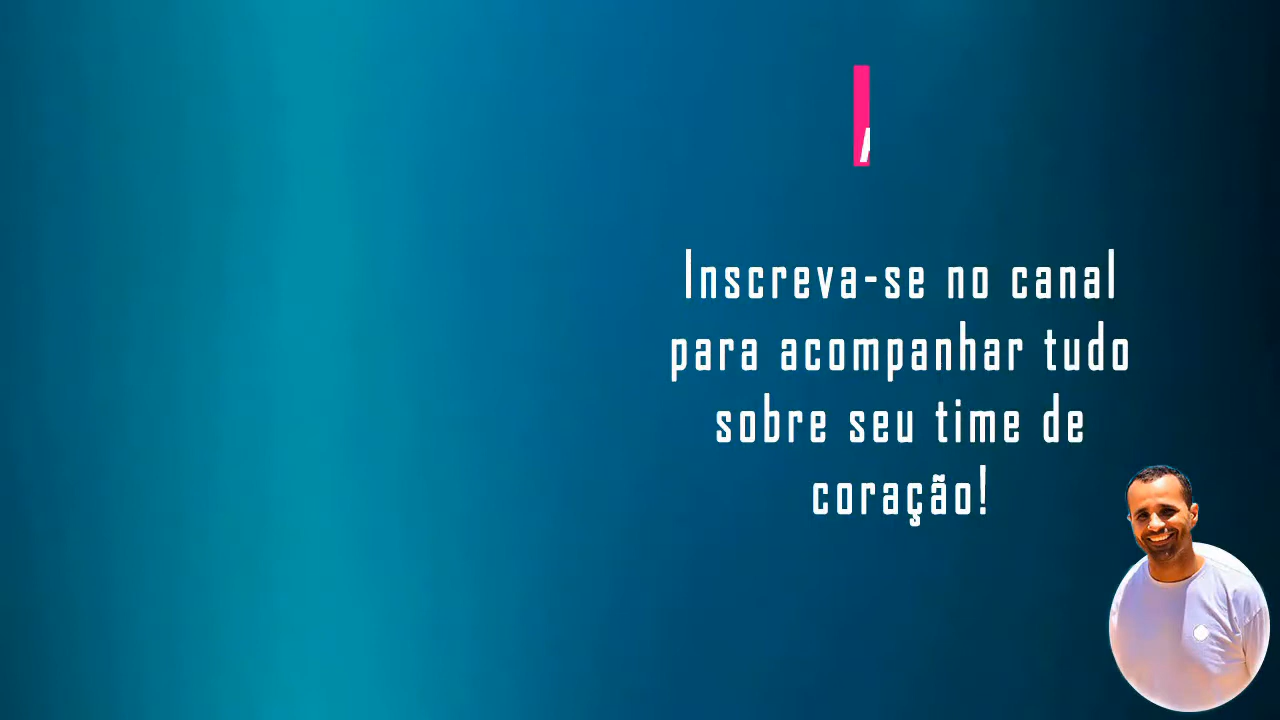 Inscreva-se no canal
para acompanhar tudo
sobre seu time de
coração!